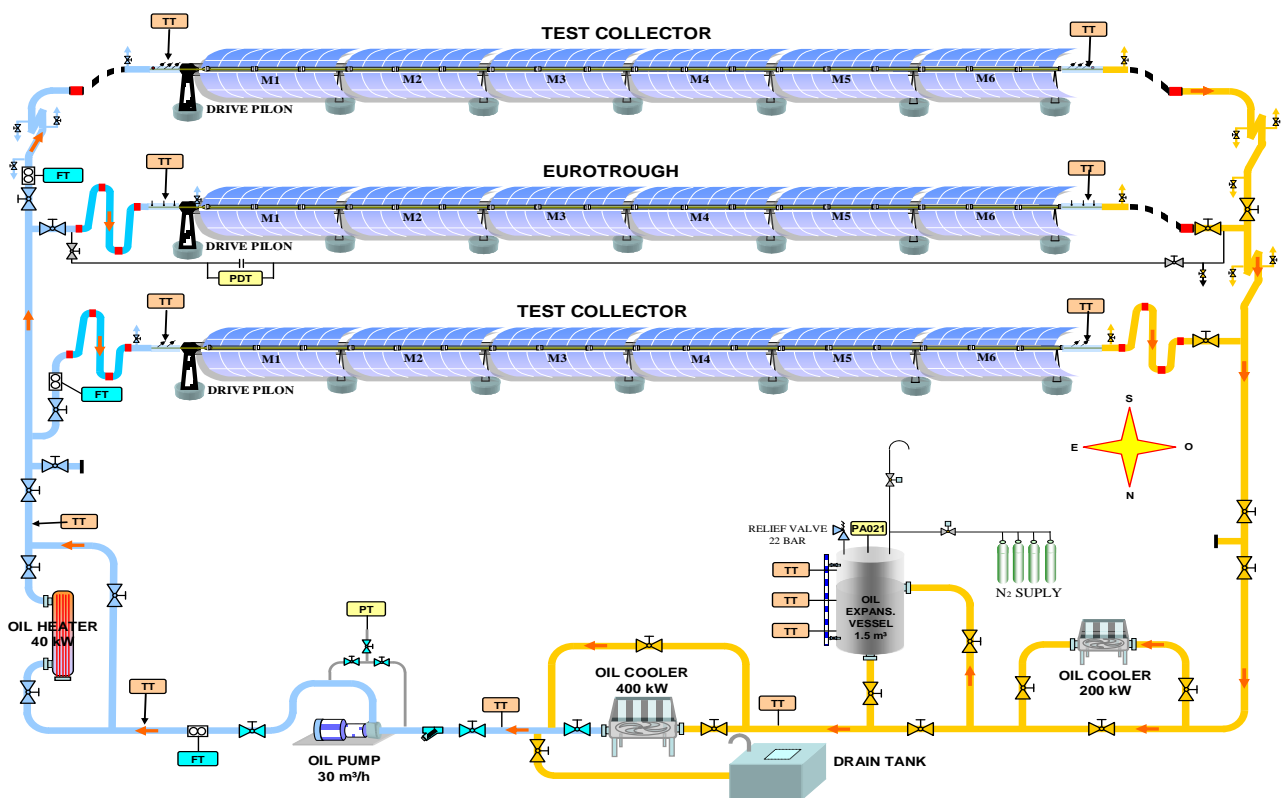 TEST COLLECTOR
TT
TT
M1 M2 M3 M4 M5 M6
DRIVE PILON
FT
EUROTROUGH
TT
TT
M1 M2 M3 M4 M5 M6
DRIVE PILON
PDT
TEST COLLECTOR
TT
TT
M1 M2 M3 M4 M5 M6
DRIVE PILON
FT
S
E
O
N
TT
RELIEF VALVE
22 BAR
PA021
TT
TT
TT
OIL
EXPANS.
VESSEL
1.5 m³
N2 SUPLY
OIL HEATER
40 kW
PT
OIL COOLER
400 kW
OIL COOLER
200 kW
TT
TT
TT
FT
OIL PUMP
30 m³/h
DRAIN TANK